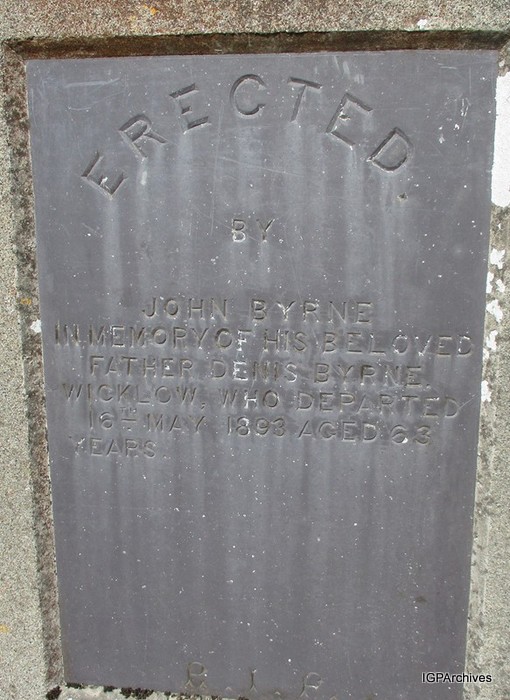 ERECTED.
BY
JOHN BYRNE
IN MEMORY OF HIS BELOVED
FATHER DENIS BYRNE.
WICKLOW, WHO DEPARTED
16TH MAY 1893 AGED 63
YEARS.
R.I.P.
IGPArchives